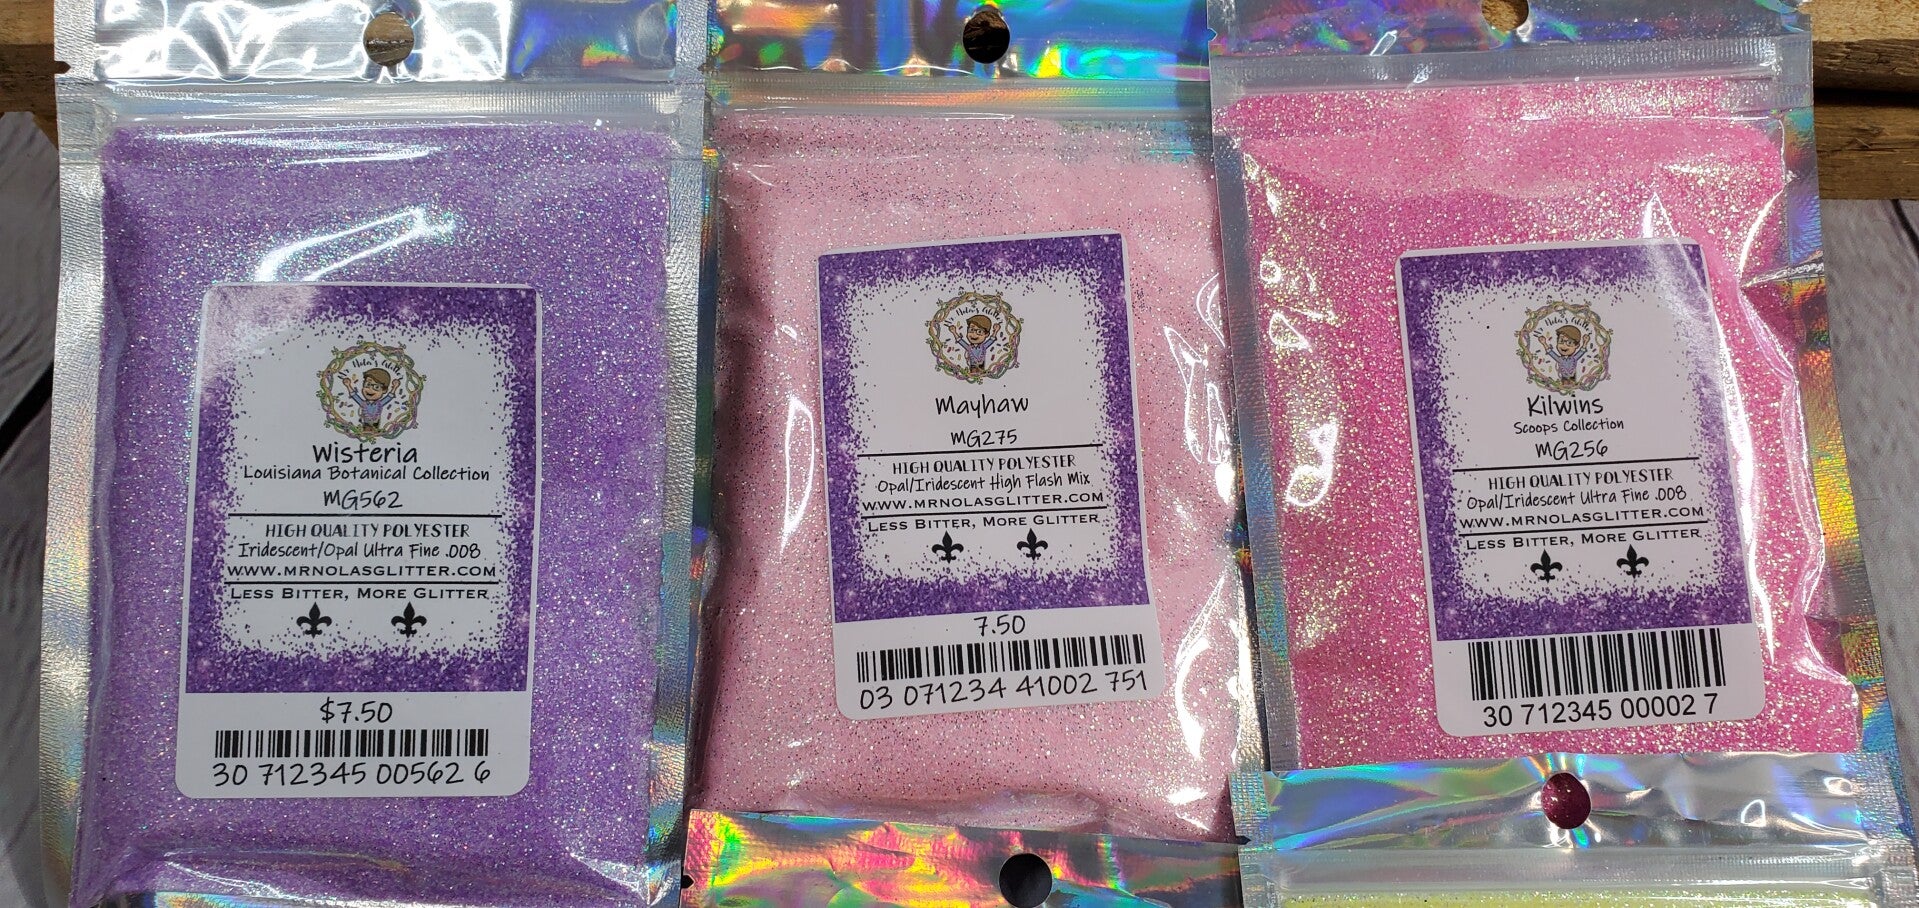 Wisteria
Louisiana Botanical Collection
MG562
HIGH QUALITY POLYESTER
Iridescent/Opal Ultra Fine .008
WWW.MRNOLASGLITTER.COM
LESS BITTER, MORE GLITTER
$7.50
30 712345 00562 6
Nola's Glitt
Mayhaw
MG275
HIGH QUALITY POLYESTER
Opal/Iridescent High Flash Mix
WWW.MRNOLASGLITTER.COM
LESS BITTER, MORE GLITTER
7.50
03 071234 41002 751
Kilwins
Scoops Collection
MG256
HIGH QUALITY POLYESTER
Opal/Iridescent Ultra Fine .008
WWW.MRNOLASGLITTER.COM
LESS BITTER, MORE GLITTER
30 712345 00002 7